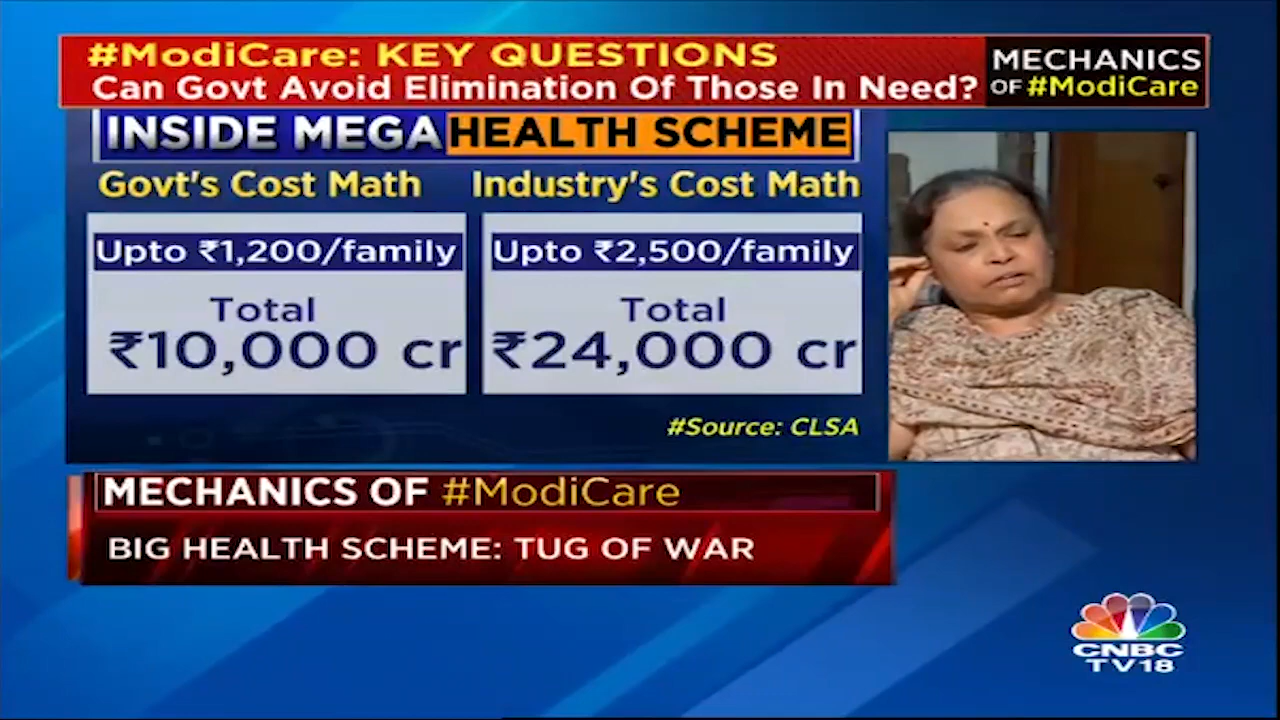 #ModiCare: KEY QUESTIONS
Can Govt Avoid Elimination Of Those In Need?
MECHANICS
OF #ModiCare
INSIDE MEGA HEALTH SCHEME
Govt's Cost Math
Upto ₹1,200/family
Total
₹10,000 cr
Industry's Cost Math
Upto ₹2,500/family
Total
₹24,000 cr
#Source: CLSA
MECHANICS OF #ModiCare
BIG HEALTH SCHEME: TUG OF WAR
CNBC
TV18